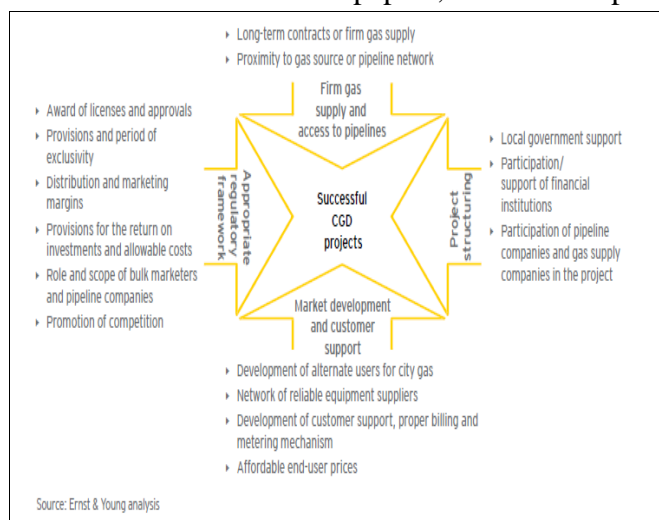 ▸ Long-term contracts or firm gas supply
▸ Proximity to gas source or pipeline network
Firm gas
supply and
access to pipelines
▸ Award of licenses and approvals
▸ Provisions and period of
exclusivity
▸ Distribution and marketing
margins
▸ Provisions for the return on
investments and allowable costs
▸ Role and scope of bulk marketers
and pipeline companies
▸ Promotion of competition
Appropriate
regulatory
framework
Successful
CGD
projects
Project
structuring
▸ Local government support
▸ Participation/
support of financial
institutions
▸ Participation of pipeline
companies and gas supply
companies in the project
Market development
and customer
support
▸ Development of alternate users for city gas
▸ Network of reliable equipment suppliers
▸ Development of customer support, proper billing and
metering mechanism
▸ Affordable end-user prices
Source: Ernst & Young analysis